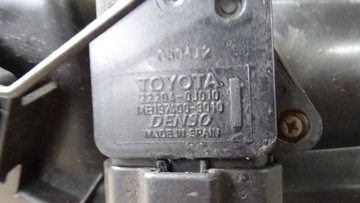 TOYOTA
22204-0J010
MB197400-3010
DENSO
MADE IN SPAIN